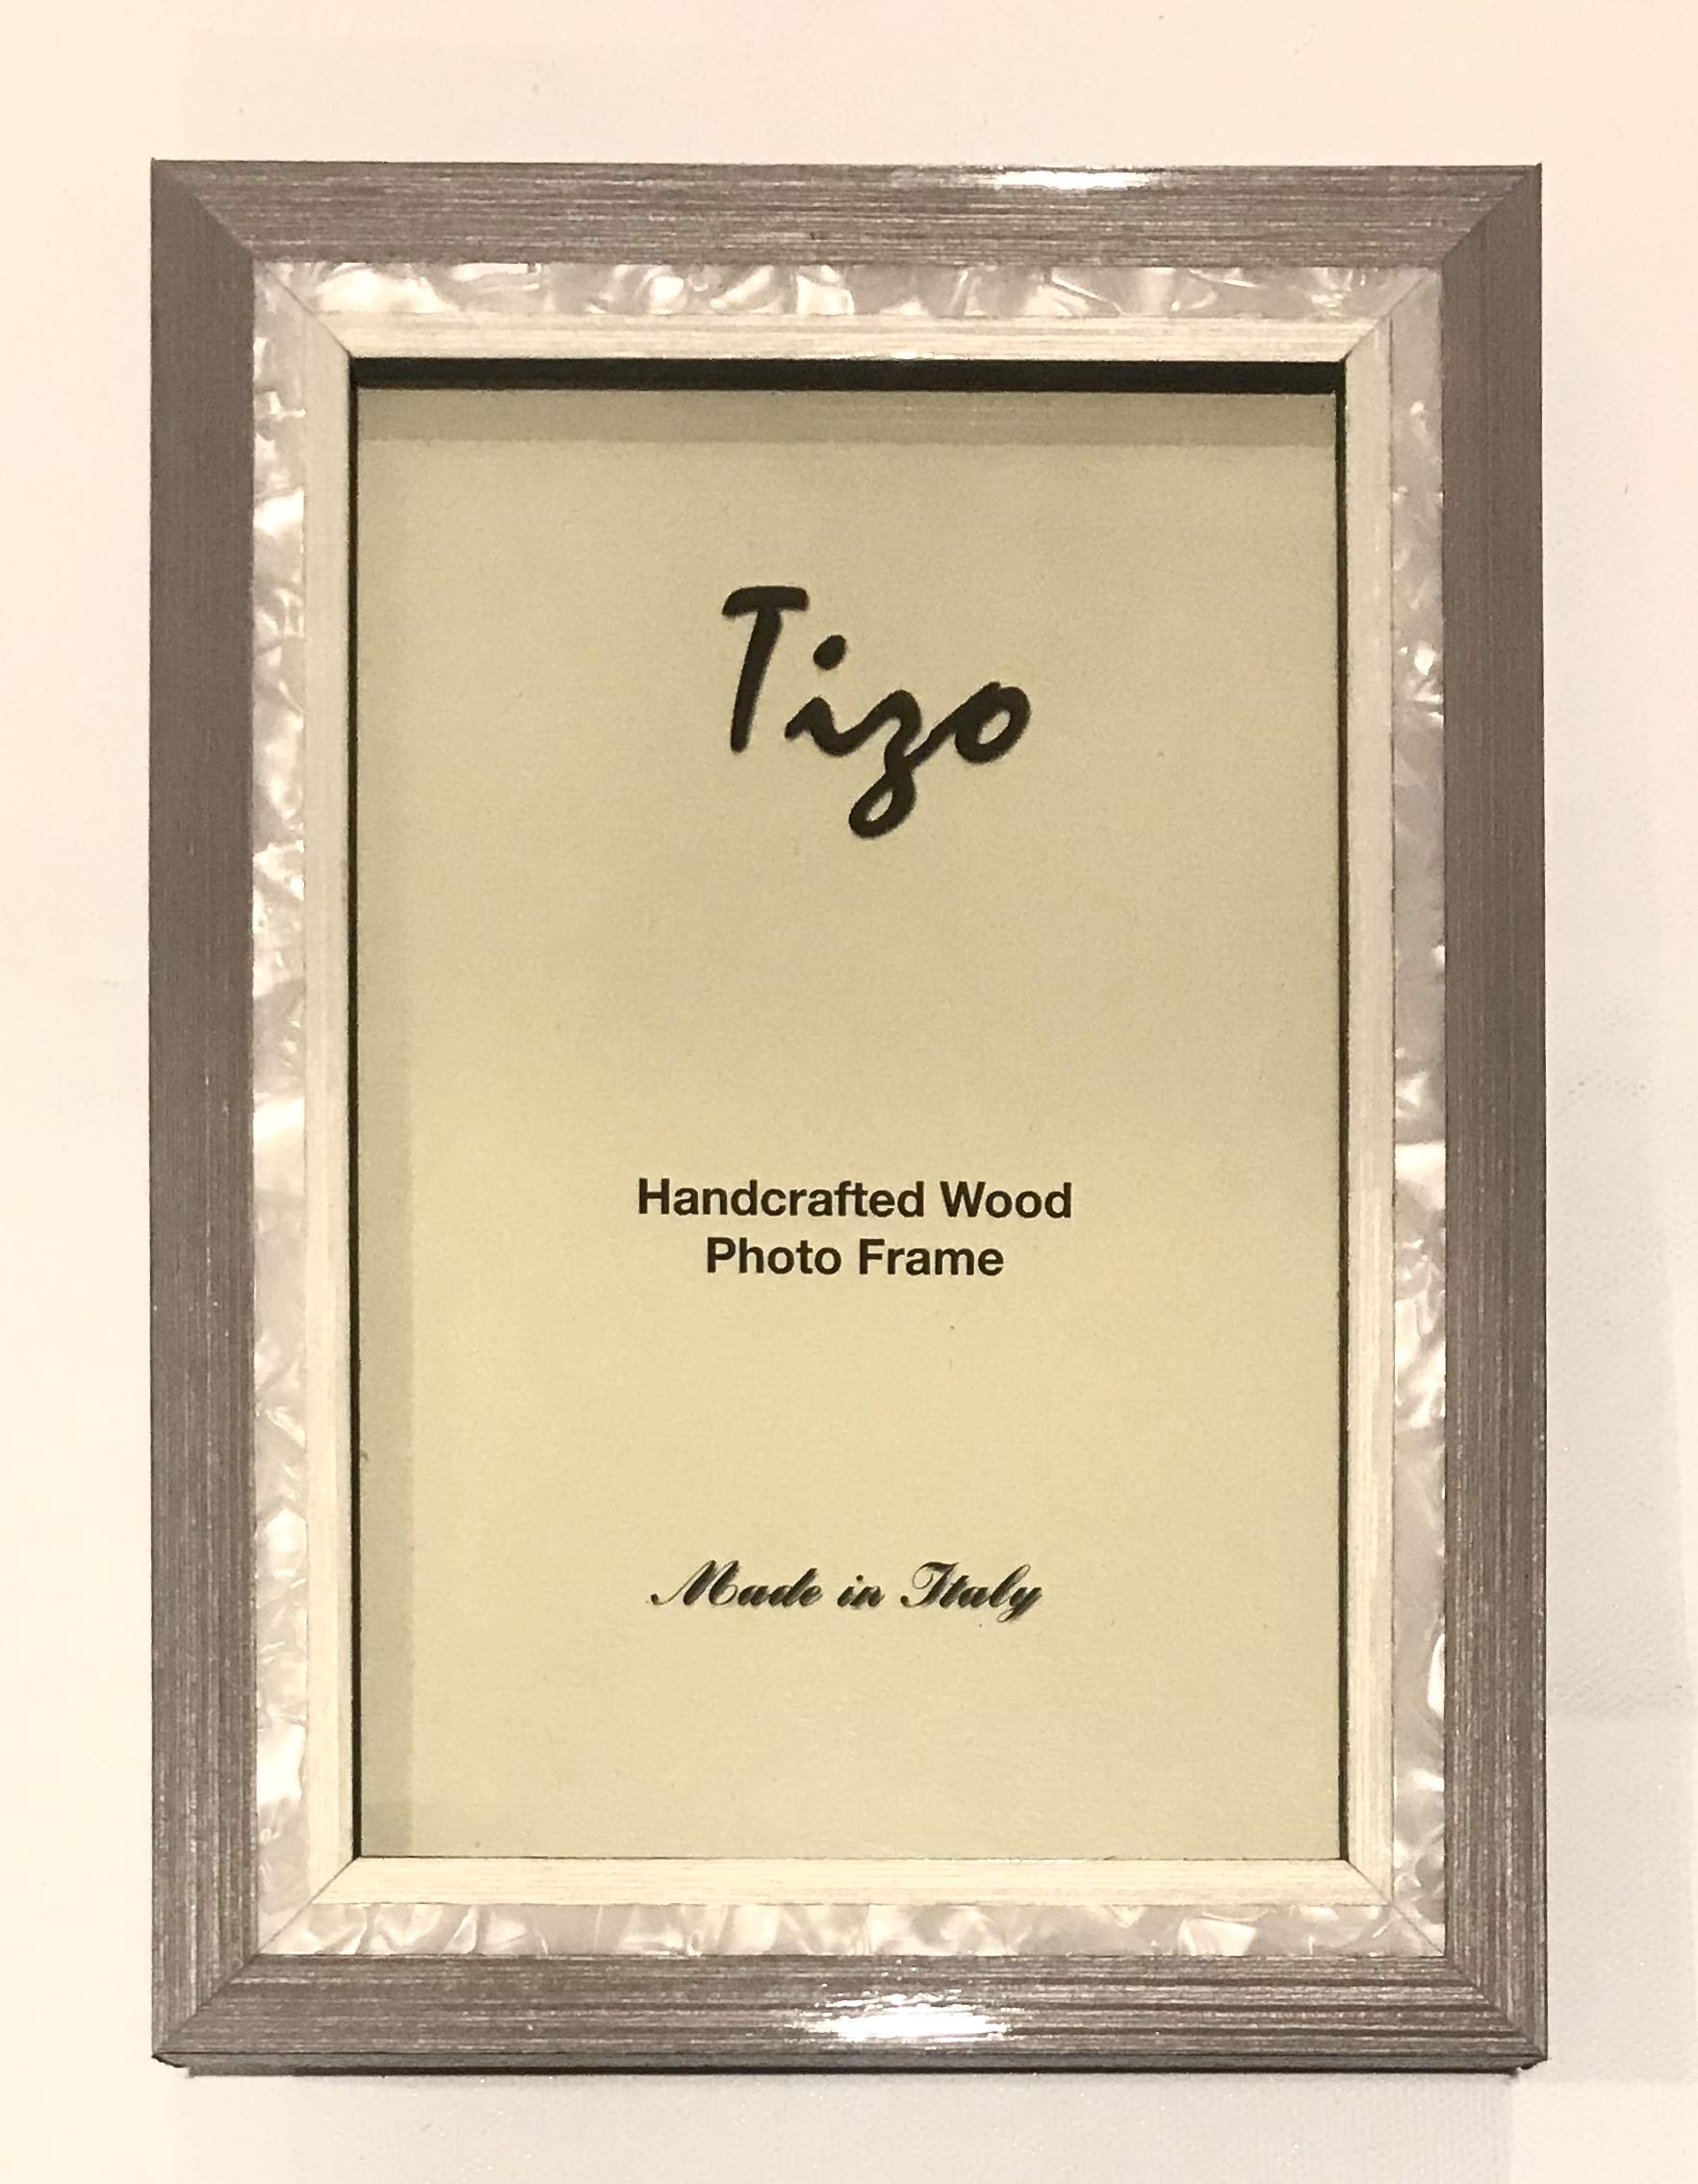 Tizo
Handcrafted Wood
Photo Frame
Made in Italy